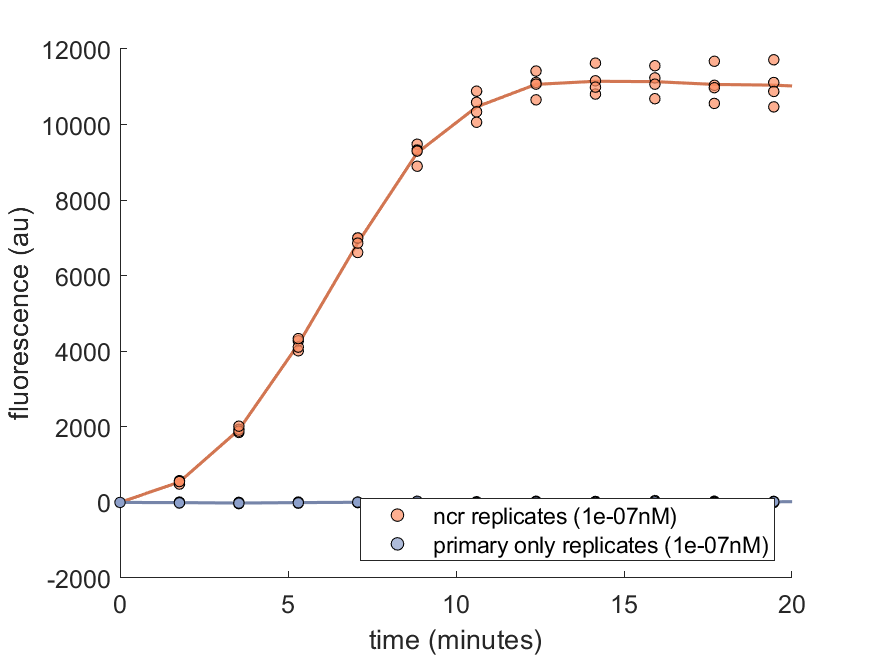 12000
10000
8000
6000
4000
2000
0
-2000
fluorescence (au)
ncr replicates (1e-07nM)
primary only replicates (1e-07nM)
0 5 10 15 20
time (minutes)